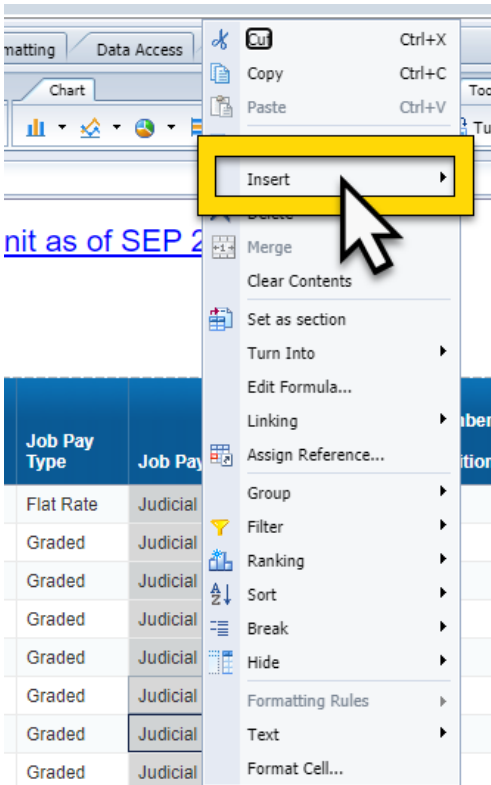 matting
Data Access
Chart
Too
Tu
nit as of SEP 2
Cut Ctrl+X
Copy Ctrl+C
Paste Ctrl+V
Insert
Delete
Merge
Clear Contents
Set as section
Turn Into
Edit Formula...
Linking
Assign Reference...
Group
Filter
Ranking
Sort
Break
Hide
Formatting Rules
Text
Format Cell...
Job Pay
Type
Job Pay
mber
ition
Flat Rate Judicial
Graded Judicial
Graded Judicial
Graded Judicial
Graded Judicial
Graded Judicial
Graded Judicial
Graded Judicial